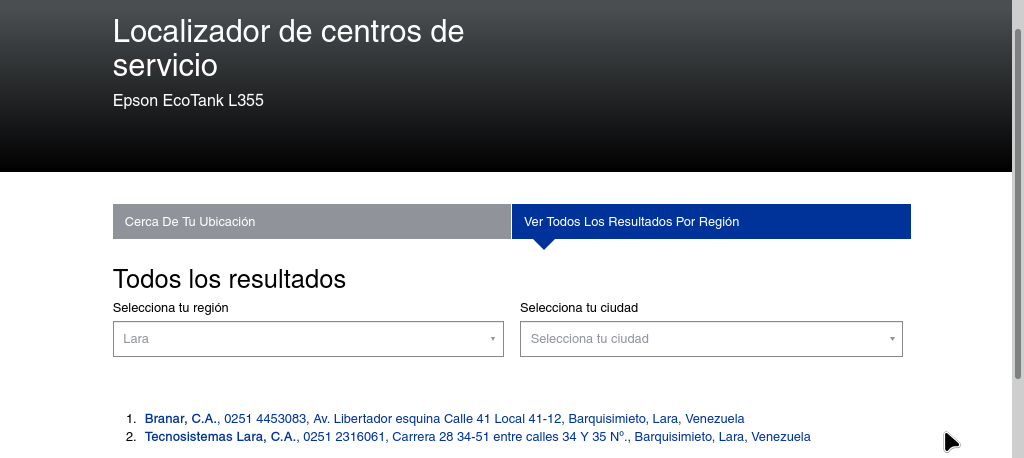 Localizador de centros de
servicio
Epson EcoTank L355
Cerca De Tu Ubicación
Ver Todos Los Resultados Por Región
Todos los resultados
Selecciona tu región
Selecciona tu ciudad
Lara
Selecciona tu ciudad
1. Branar, C.A., 0251 4453083, Av. Libertador esquina Calle 41 Local 41-12, Barquisimieto, Lara, Venezuela
2. Tecnosistemas Lara, C.A., 0251 2316061, Carrera 28 34-51 entre calles 34 Y 35 Nº., Barquisimieto, Lara, Venezuela